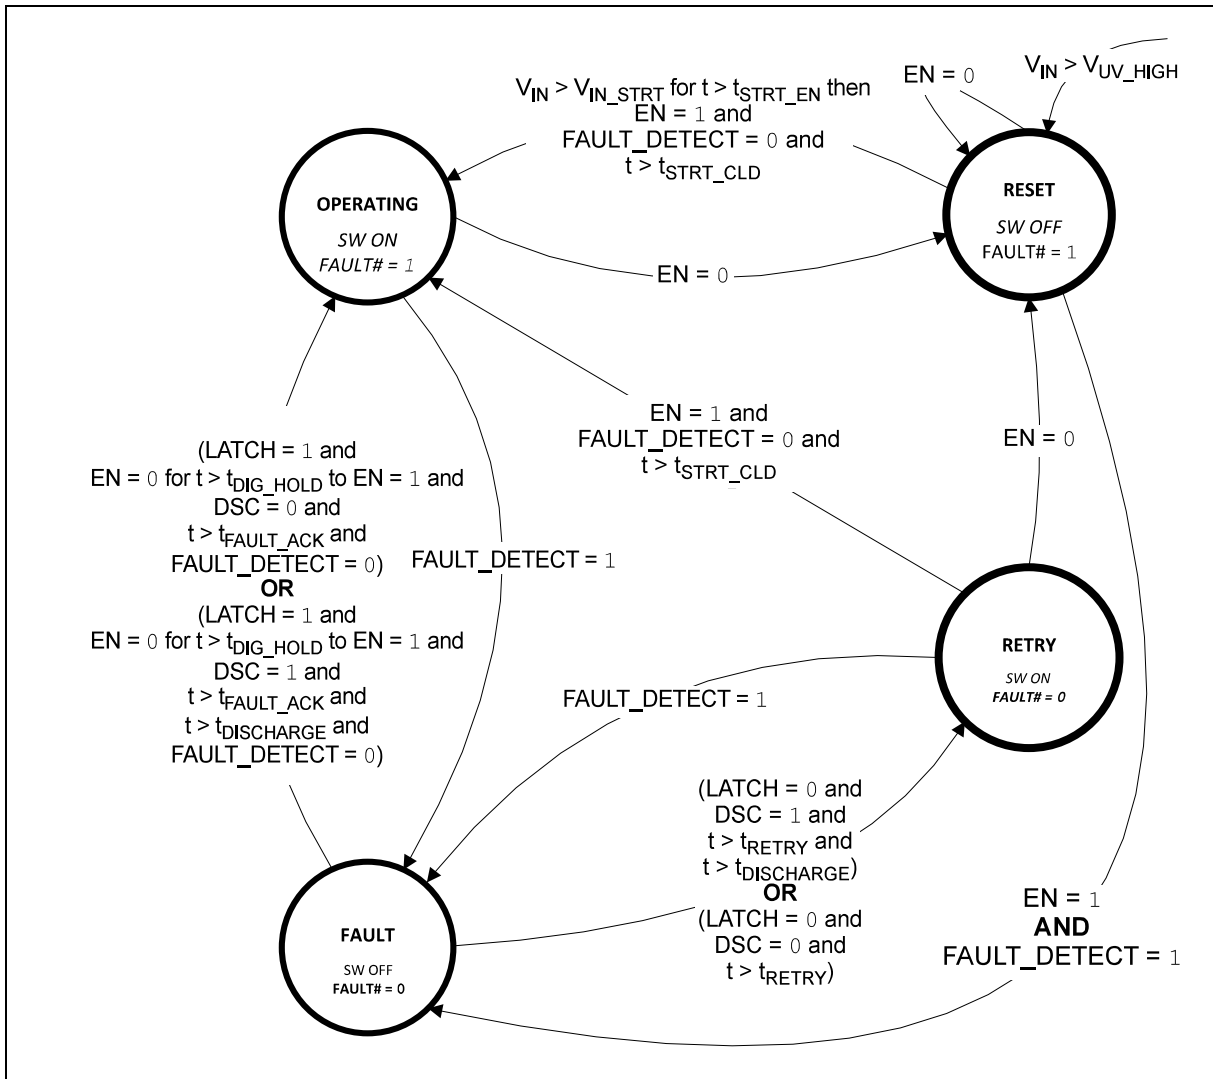 V_IN > V_UV_HIGH
EN = 0
V_IN > V_IN_STRT for t > t_STRT_EN then
EN = 1 and
FAULT_DETECT = 0 and
t > t_STRT_CLD
OPERATING
SW ON
FAULT# = 1
RESET
SW OFF
FAULT# = 1
EN = 0
EN = 1 and
FAULT_DETECT = 0 and
t > t_STRT_CLD
EN = 0
(LATCH = 1 and
EN = 0 for t > t_DIG_HOLD to EN = 1 and
DSC = 0 and
t > t_FAULT_ACK and
FAULT_DETECT = 0)
OR
(LATCH = 1 and
EN = 0 for t > t_DIG_HOLD to EN = 1 and
DSC = 1 and
t > t_FAULT_ACK and
t > t_DISCHARGE and
FAULT_DETECT = 0)
FAULT_DETECT = 1
RETRY
SW ON
FAULT# = 0
FAULT_DETECT = 1
(LATCH = 0 and
DSC = 1 and
t > t_RETRY and
t > t_DISCHARGE)
OR
(LATCH = 0 and
DSC = 0 and
t > t_RETRY)
EN = 1
AND
FAULT_DETECT = 1
FAULT
SW OFF
FAULT# = 0